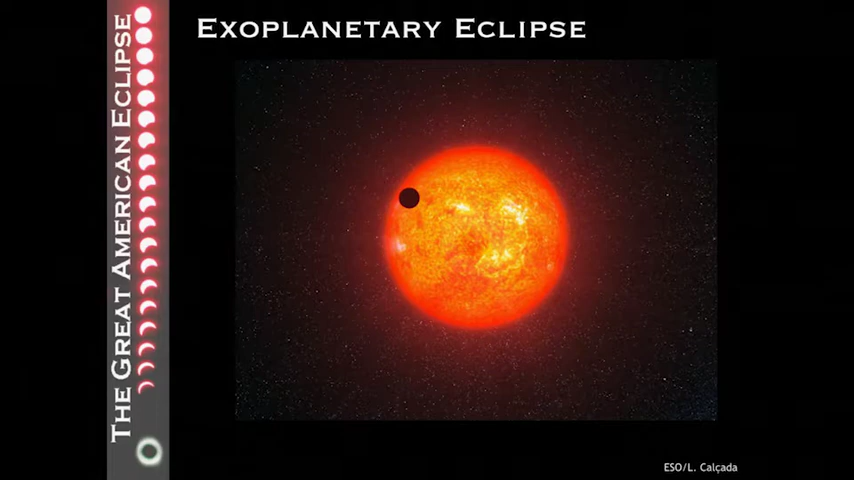 THE GREAT AMERICAN ECLIPSE
EXOPLANETARY ECLIPSE
ESO/L. Calçada